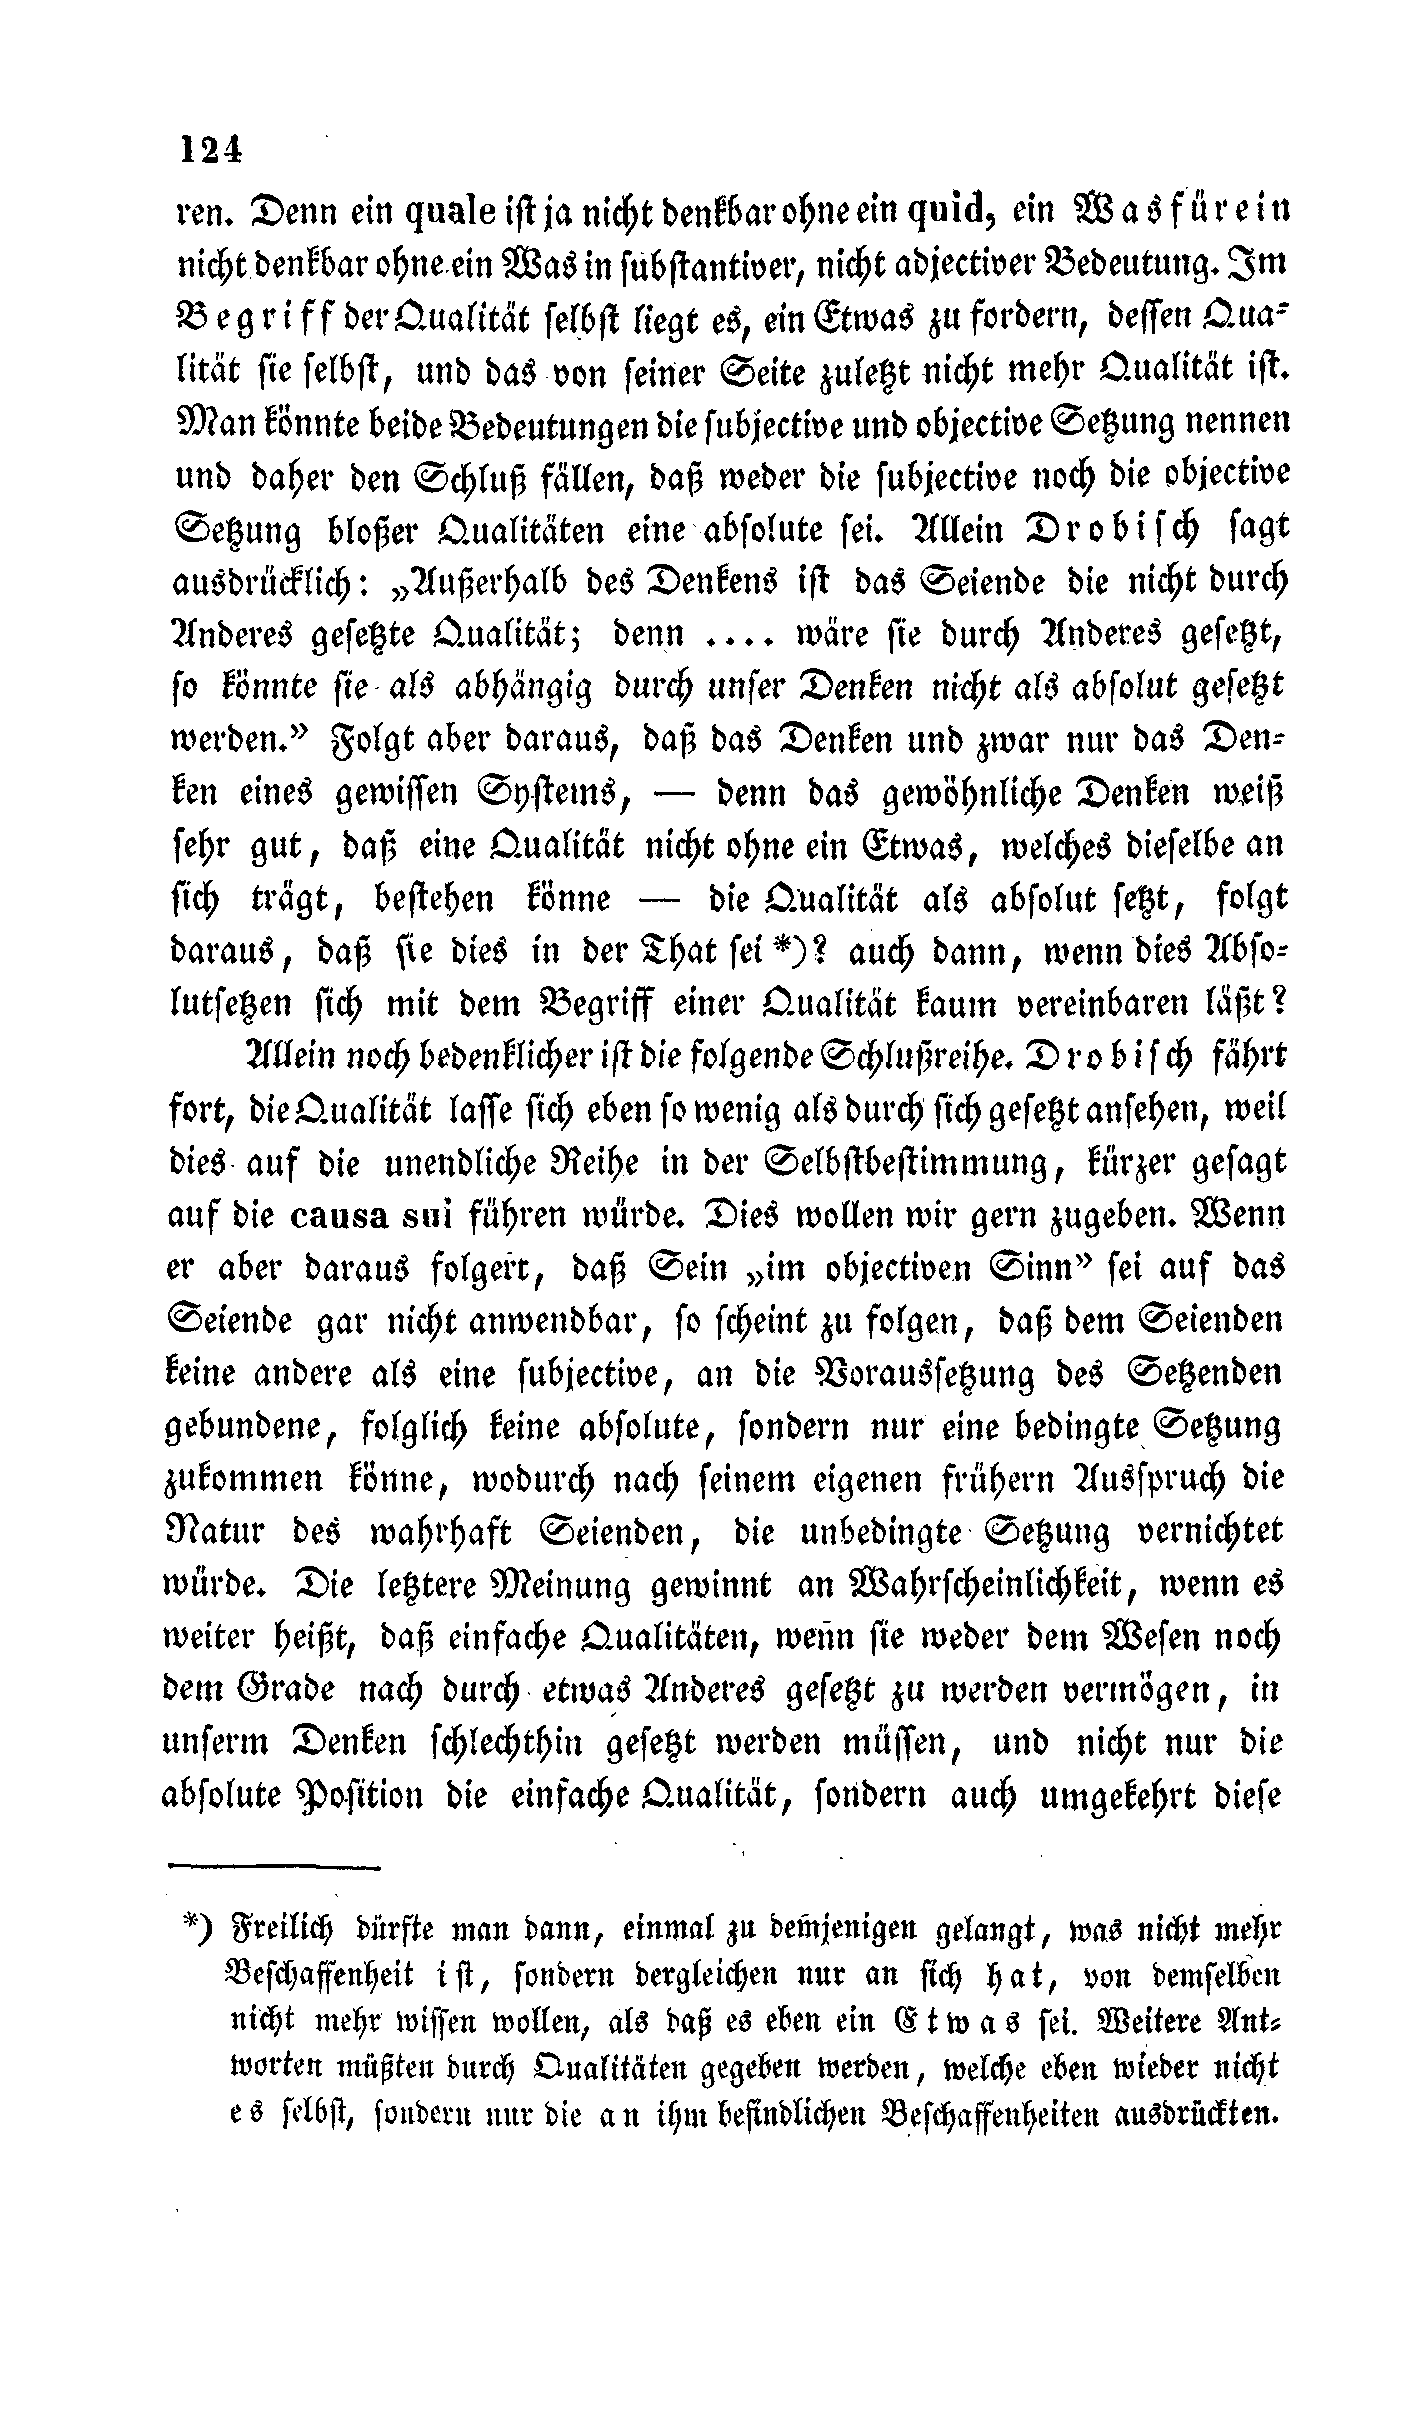 124
ren. Denn ein quale ist ja nicht denkbar ohne ein quid, ein Wasfürein
nicht denkbar ohne ein Was in substantiver, nicht adjectiver Bedeutung. Im
Begriff der Qualität selbst liegt es, ein Etwas zu fordern, dessen Qua-
lität sie selbst, und das von seiner Seite zuletzt nicht mehr Qualität ist.
Man könnte beide Bedeutungen die subjective und objective Setzung nennen
und daher den Schluß fällen, daß weder die subjective noch die objective
Setzung bloßer Qualitäten eine absolute sei. Allein Drobisch sagt
ausdrücklich: „Außerhalb des Denkens ist das Seiende die nicht durch
Anderes gesetzte Qualität; denn .... wäre sie durch Anderes gesetzt,
so könnte sie als abhängig durch unser Denken nicht als absolut gesetzt
werden.” Folgt aber daraus, daß das Denken und zwar nur das Den-
ken eines gewissen Systems, — denn das gewöhnliche Denken weiß
sehr gut, daß eine Qualität nicht ohne ein Etwas, welches dieselbe an
sich trägt, bestehen könne — die Qualität als absolut setzt, folgt
daraus, daß sie dies in der That sei *)? auch dann, wenn dies Abso-
lutsetzen sich mit dem Begriff einer Qualität kaum vereinbaren läßt?
Allein noch bedenklicher ist die folgende Schlußreihe. Drobisch fährt
fort, die Qualität lasse sich eben so wenig als durch sich gesetzt ansehen, weil
dies auf die unendliche Reihe in der Selbstbestimmung, kürzer gesagt
auf die causa sui führen würde. Dies wollen wir gern zugeben. Wenn
er aber daraus folgert, daß Sein „im objectiven Sinn” sei auf das
Seiende gar nicht anwendbar, so scheint zu folgen, daß dem Seienden
keine andere als eine subjective, an die Voraussetzung des Setzenden
gebundene, folglich keine absolute, sondern nur eine bedingte Setzung
zukommen könne, wodurch nach seinem eigenen frühern Ausspruch die
Natur des wahrhaft Seienden, die unbedingte Setzung vernichtet
würde. Die letztere Meinung gewinnt an Wahrscheinlichkeit, wenn es
weiter heißt, daß einfache Qualitäten, wenn sie weder dem Wesen noch
dem Grade nach durch etwas Anderes gesetzt zu werden vermögen, in
unserm Denken schlechthin gesetzt werden müssen, und nicht nur die
absolute Position die einfache Qualität, sondern auch umgekehrt diese
*) Freilich dürfte man dann, einmal zu demjenigen gelangt, was nicht mehr
Beschaffenheit ist, sondern dergleichen nur an sich hat, von demselben
nicht mehr wissen wollen, als daß es eben ein Etwas sei. Weitere Ant-
worten müßten durch Qualitäten gegeben werden, welche eben wieder nicht
es selbst, sondern nur die an ihm befindlichen Beschaffenheiten ausdrückten.